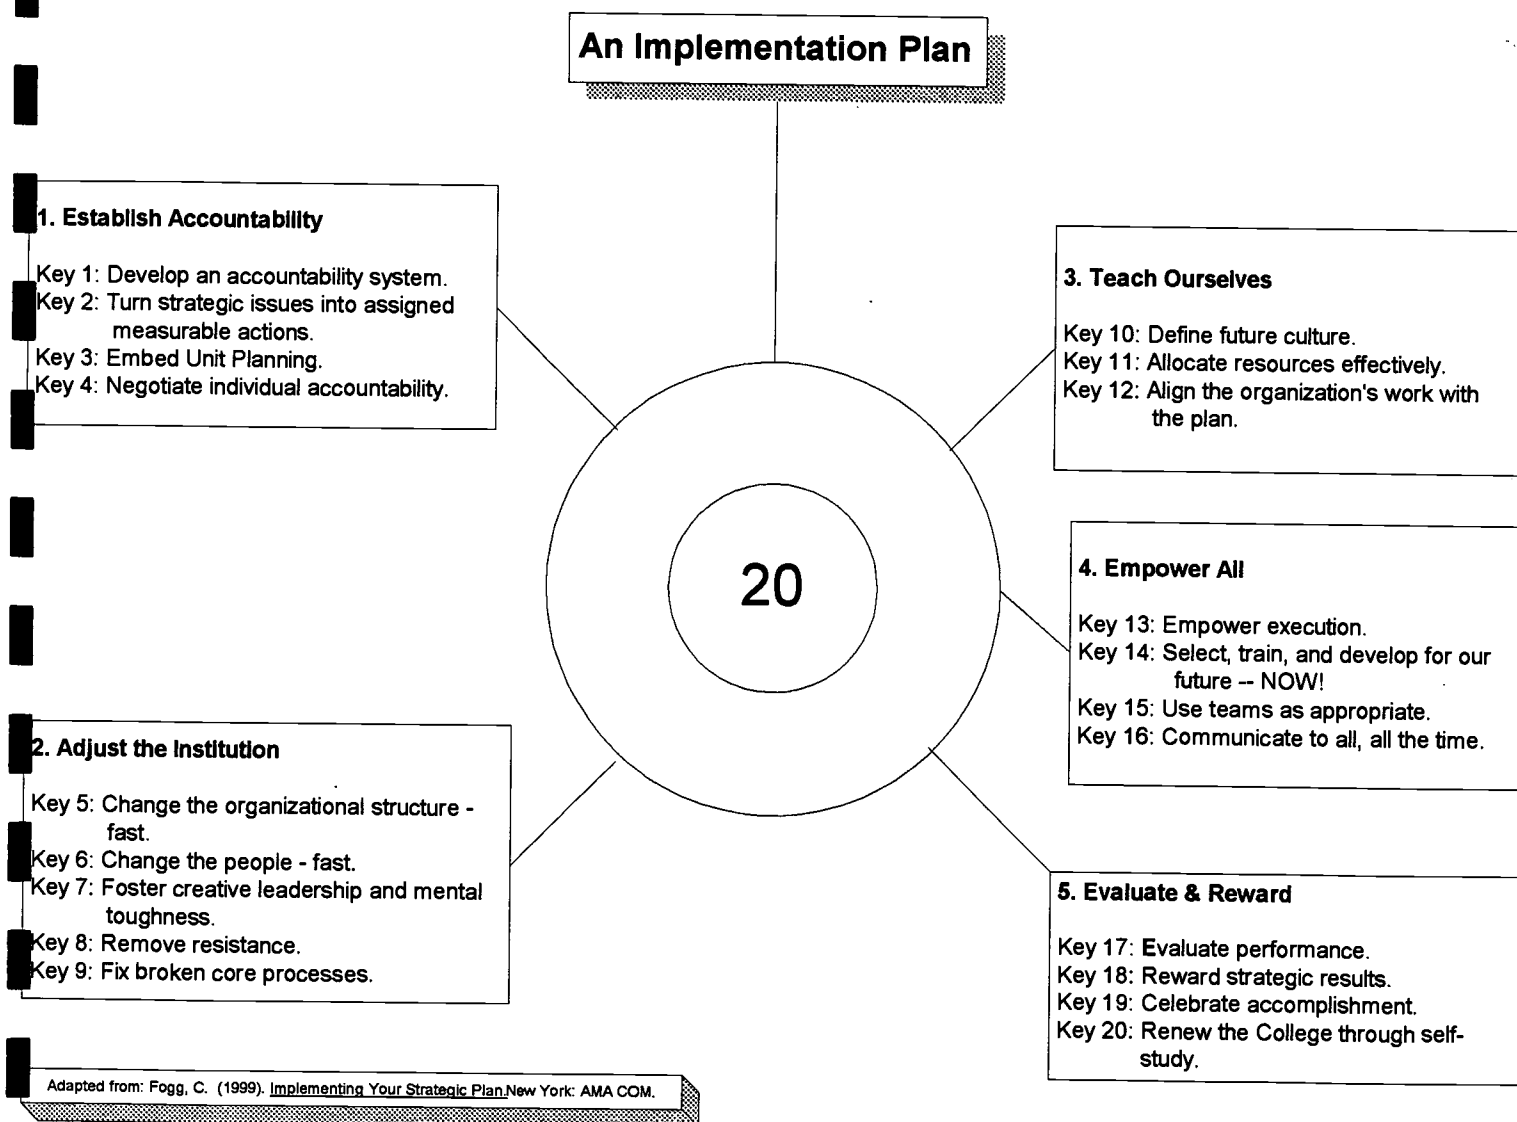 An Implementation Plan
1. Establish Accountability
Key 1: Develop an accountability system.
Key 2: Turn strategic issues into assigned
measurable actions.
Key 3: Embed Unit Planning.
Key 4: Negotiate individual accountability.
2. Adjust the Institution
Key 5: Change the organizational structure -
fast.
Key 6: Change the people - fast.
Key 7: Foster creative leadership and mental
toughness.
Key 8: Remove resistance.
Key 9: Fix broken core processes.
20
3. Teach Ourselves
Key 10: Define future culture.
Key 11: Allocate resources effectively.
Key 12: Align the organization's work with
the plan.
4. Empower All
Key 13: Empower execution.
Key 14: Select, train, and develop for our
future -- NOW!
Key 15: Use teams as appropriate.
Key 16: Communicate to all, all the time.
5. Evaluate & Reward
Key 17: Evaluate performance.
Key 18: Reward strategic results.
Key 19: Celebrate accomplishment.
Key 20: Renew the College through self-
study.
Adapted from: Fogg, C. (1999). Implementing Your Strategic Plan.New York: AMA COM.